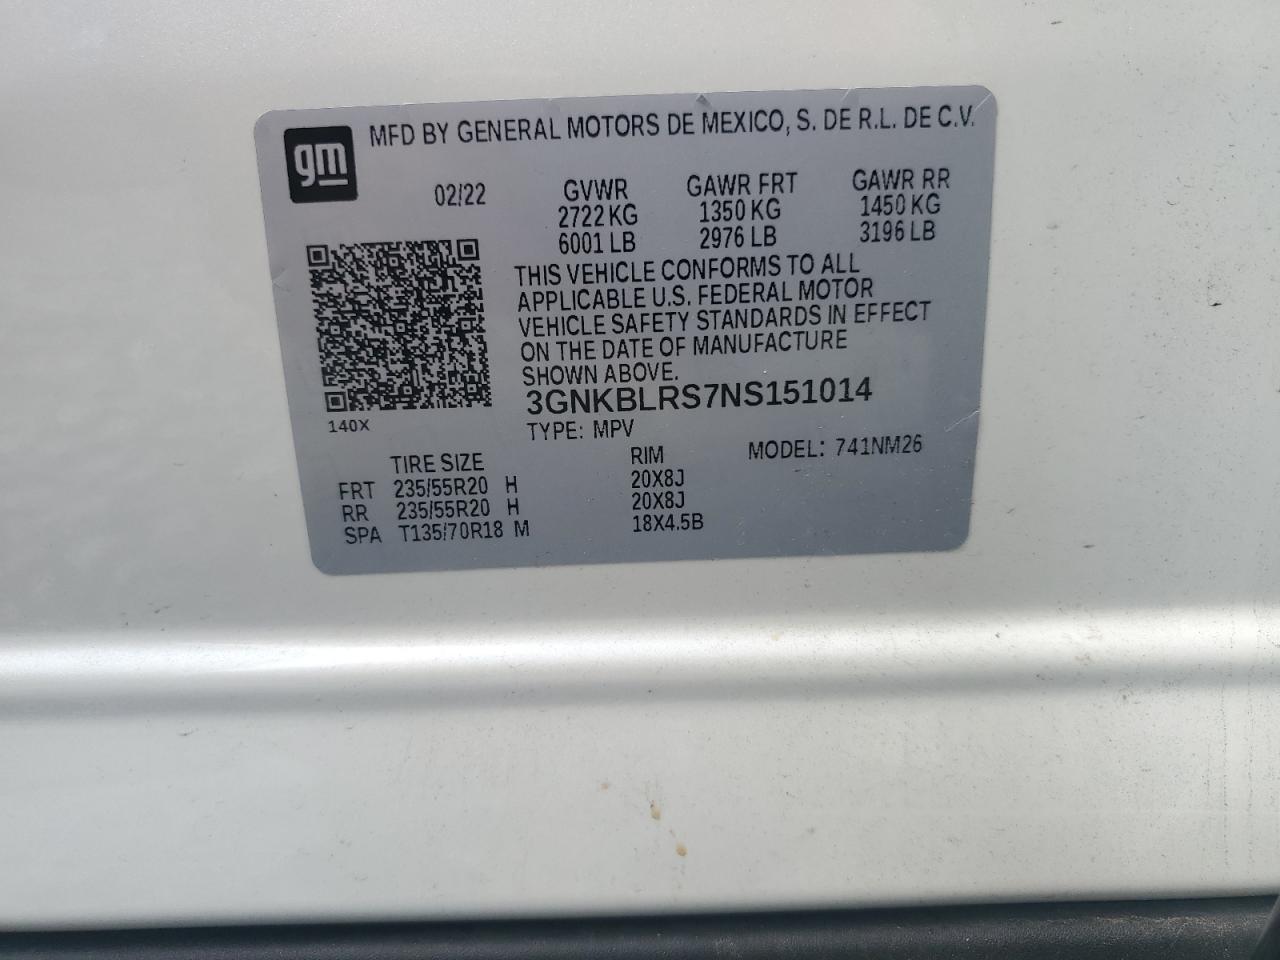 gm MFD BY GENERAL MOTORS DE MEXICO, S. DE R.L. DE C.V.
02/22 GVWR GAWR FRT GAWR RR
2722 KG 1350 KG 1450 KG
6001 LB 2976 LB 3196 LB
THIS VEHICLE CONFORMS TO ALL
APPLICABLE U.S. FEDERAL MOTOR
VEHICLE SAFETY STANDARDS IN EFFECT
ON THE DATE OF MANUFACTURE
SHOWN ABOVE.
3GNKBLRS7NS151014
140X
TYPE: MPV
TIRE SIZE RIM MODEL: 741NM26
FRT 235/55R20 H 20X8J
RR 235/55R20 H 20X8J
SPA T135/70R18 M 18X4.5B